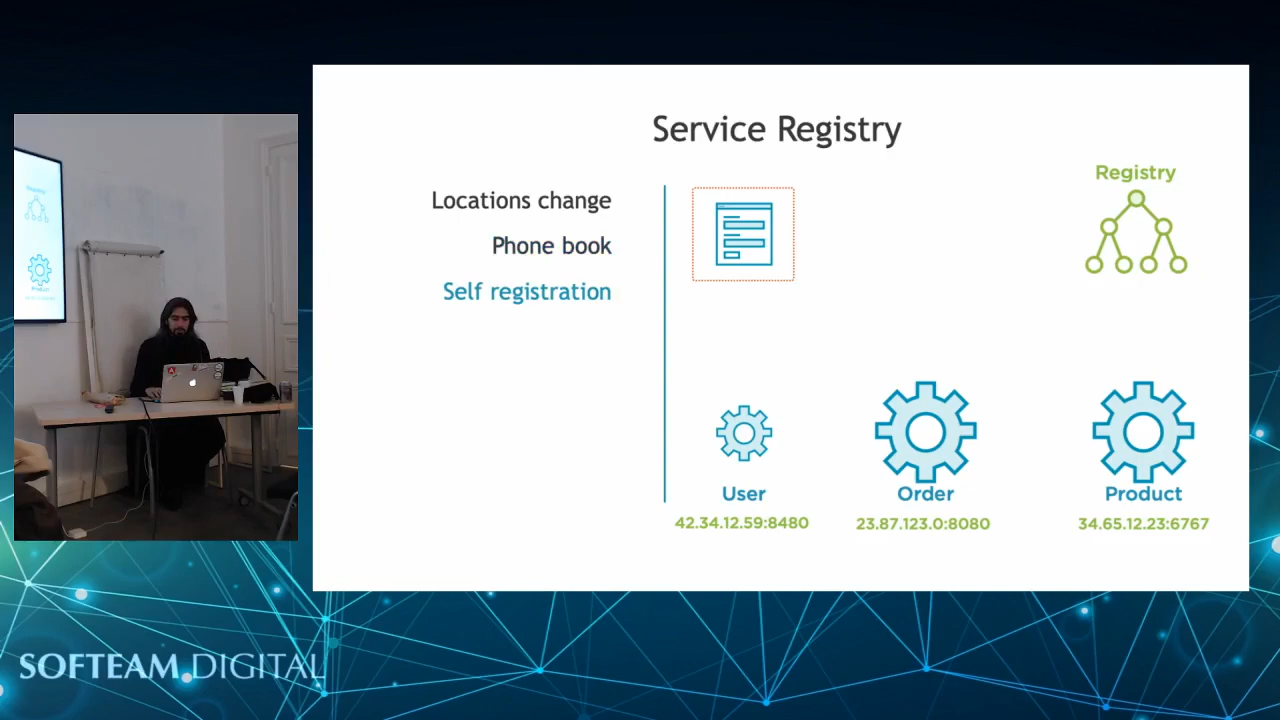 Service Registry
Locations change
Phone book
Self registration
Registry
User
Order
Product
42.34.12.59:8480
23.87.123.0:8080
34.65.12.23:6767
SOFTEAM DIGITAL